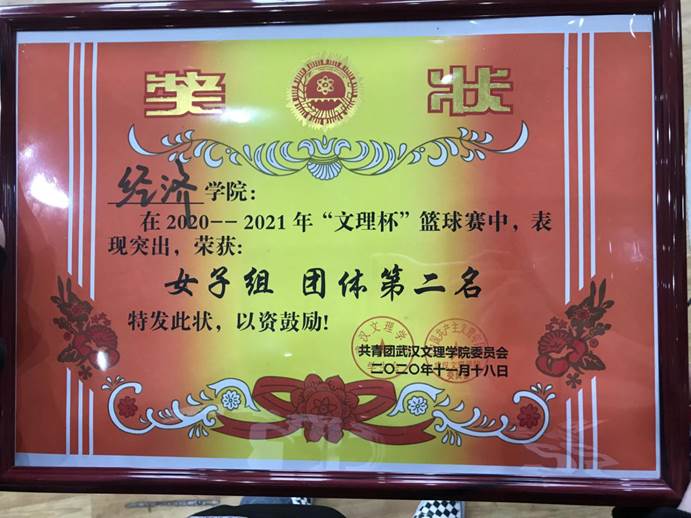 奖状
经济学院：
在2020--2021年“文理杯”篮球赛中，表
现突出，荣获：
女子组 团体第二名
特发此状，以资鼓励！
共青团武汉文理学院委员会
二〇二〇年十一月十八日